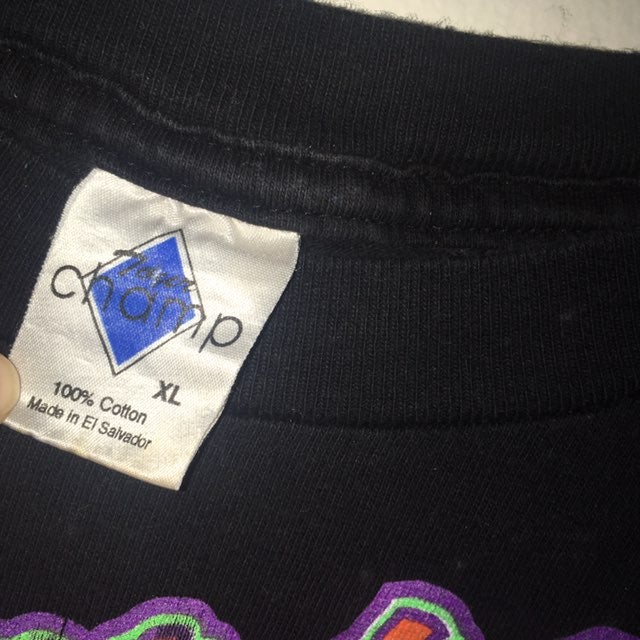 champ
XL
100% Cotton
Made in El Salvador